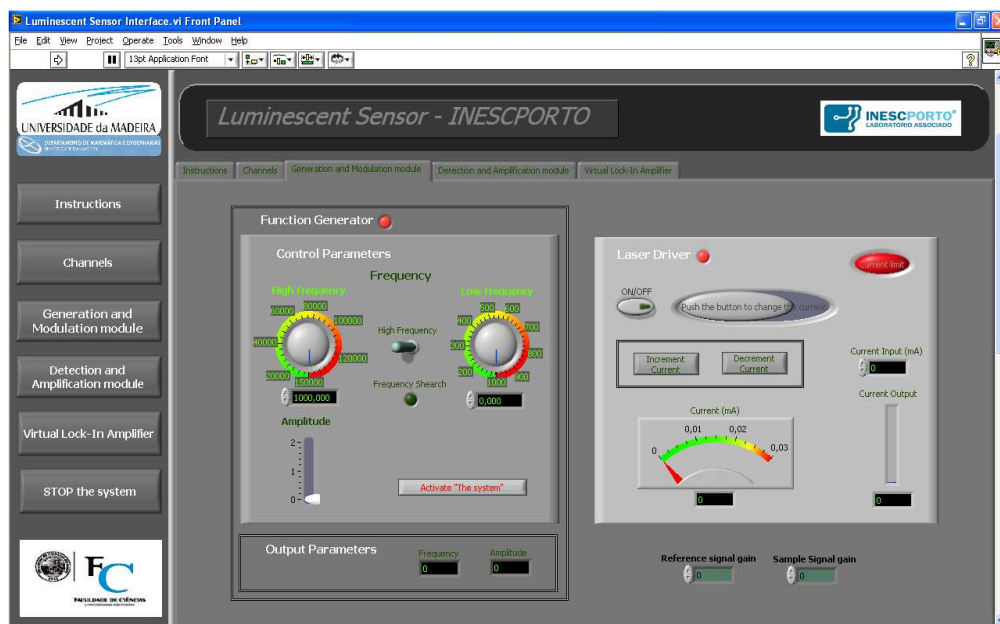 Luminescent Sensor Interface.vi Front Panel
File Edit View Project Operate Tools Window Help
13pt Application Font
UNIVERSIDADE da MADEIRA
DEPARTAMENTO DE MATEMÁTICA E ENGENHARIAS
Luminescent Sensor - INESCPORTO
INESCPORTO
LABORATÓRIO ASSOCIADO
Instructions
Channels
Generation and Modulation module
Detection and Amplification module
Virtual Lock-In Amplifier
Instructions
Channels
Generation and
Modulation module
Detection and
Amplification module
Virtual Lock-In Amplifier
STOP the system
FC
FACULDADE DE CIÊNCIAS
Function Generator
Control Parameters
Frequency
High Frequency
20000
40000
60000
80000
100000
120000
150000
1000,000
High Frequency
Frequency Shearch
Low Frequency
200
300
400
500
600
700
800
900
1000
0,000
Amplitude
2
1
0
Activate "The system"
Output Parameters
Frequency
0
Amplitude
0
Laser Driver
Current limit
ON/OFF
Push the button to change the current
Increment
Current
Decrement
Current
Current (mA)
0
0,01
0,02
0,03
0
Current Input (mA)
0
Current Output
0
Reference signal gain
0
Sample Signal gain
0